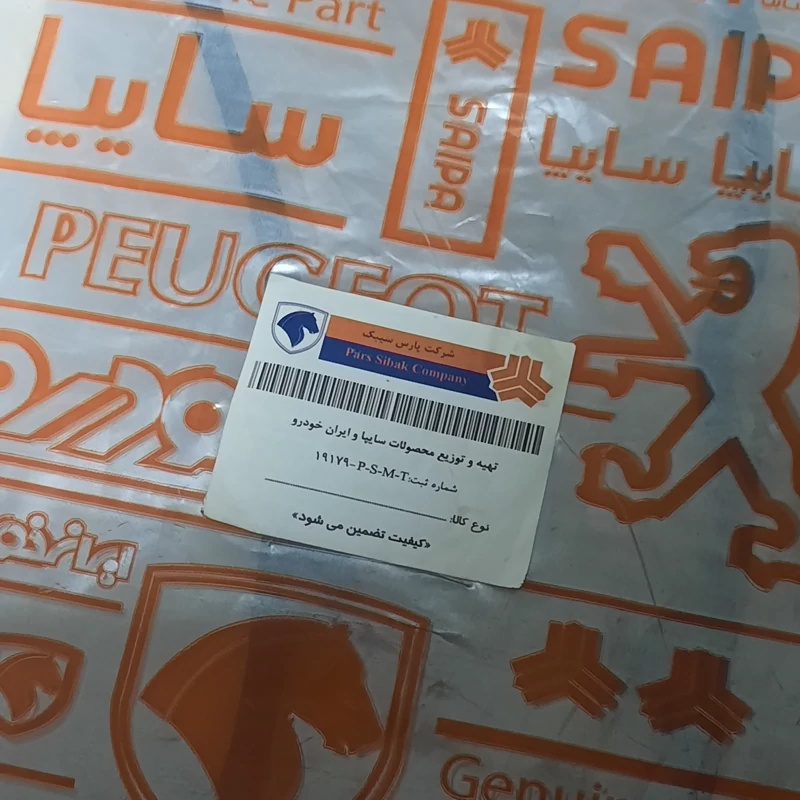 Part
سایپا
SAIPA
SAIP
سایپا سایپا
PEUGEOT
شرکت پارس سیبک
Pars Sibak Company
تهیه و توزیع محصولات سایپا و ایران خودرو
شماره ثبت:P-S-M-T-۱۹۱۷۹
نوع کالا:
«کیفیت تضمین می شود»
Genuin